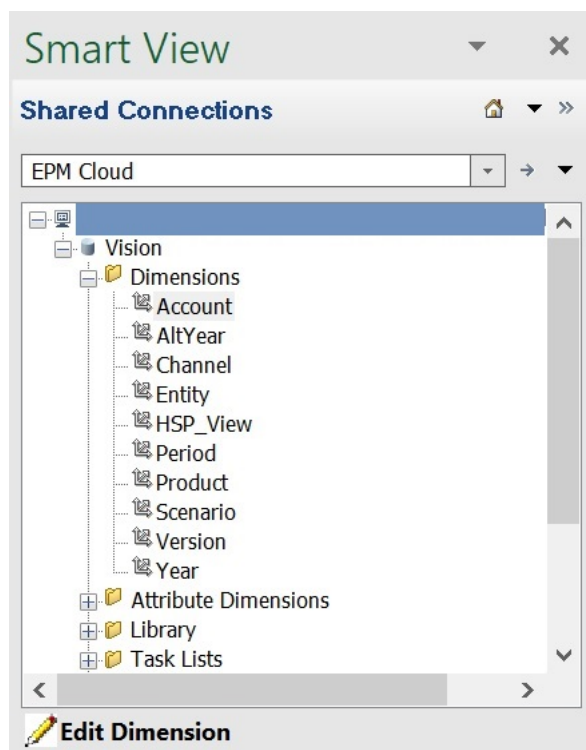 Smart View
Shared Connections
EPM Cloud
Vision
Dimensions
Account
AltYear
Channel
Entity
HSP_View
Period
Product
Scenario
Version
Year
Attribute Dimensions
Library
Task Lists
Edit Dimension